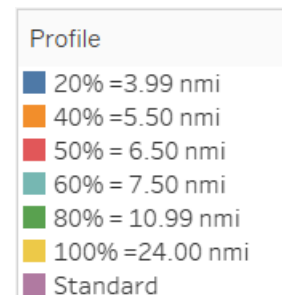 Profile
20% =3.99 nmi
40% =5.50 nmi
50% = 6.50 nmi
60% = 7.50 nmi
80% = 10.99 nmi
100% =24.00 nmi
Standard